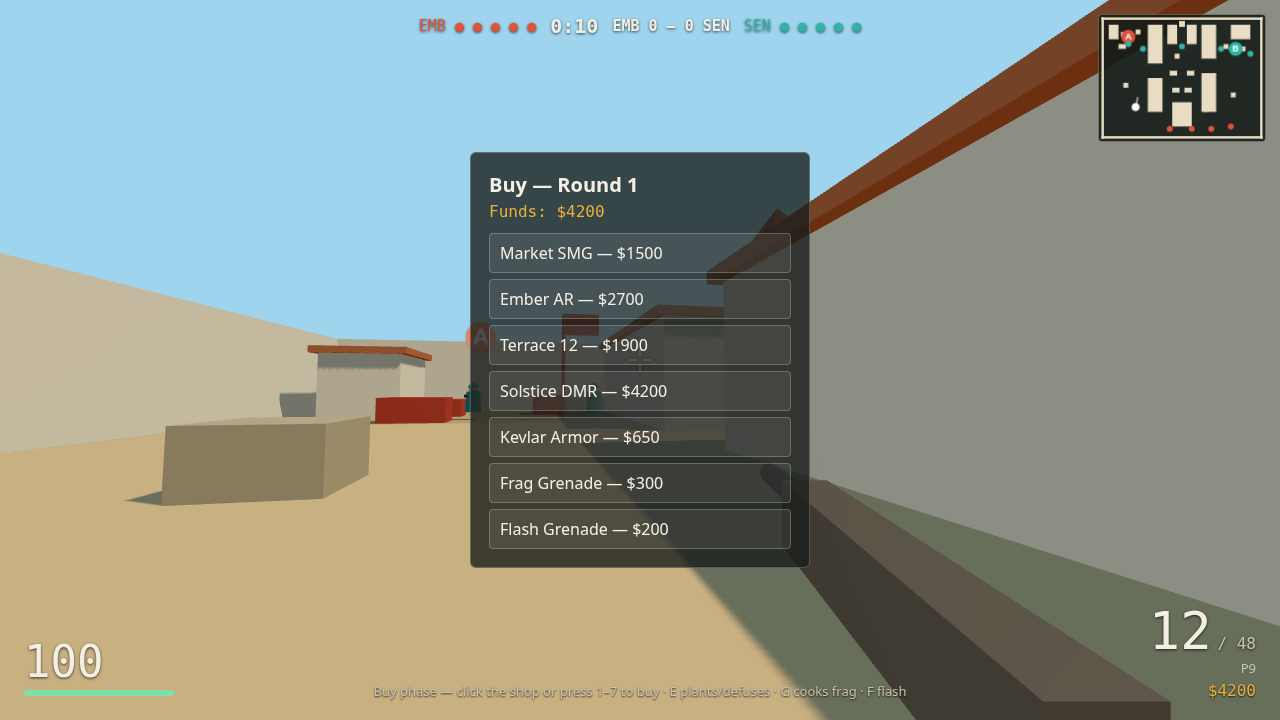 EMB 0:10 EMB 0 — 0 SEN SEN
A
B
Buy — Round 1
Funds: $4200
Market SMG — $1500
Ember AR — $2700
A
Terrace 12 — $1900
Solstice DMR — $4200
Kevlar Armor — $650
Frag Grenade — $300
Flash Grenade — $200
100
12 / 48
P9
$4200
Buy phase — click the shop or press 1–7 to buy · E plants/defuses · G cooks frag · F flash